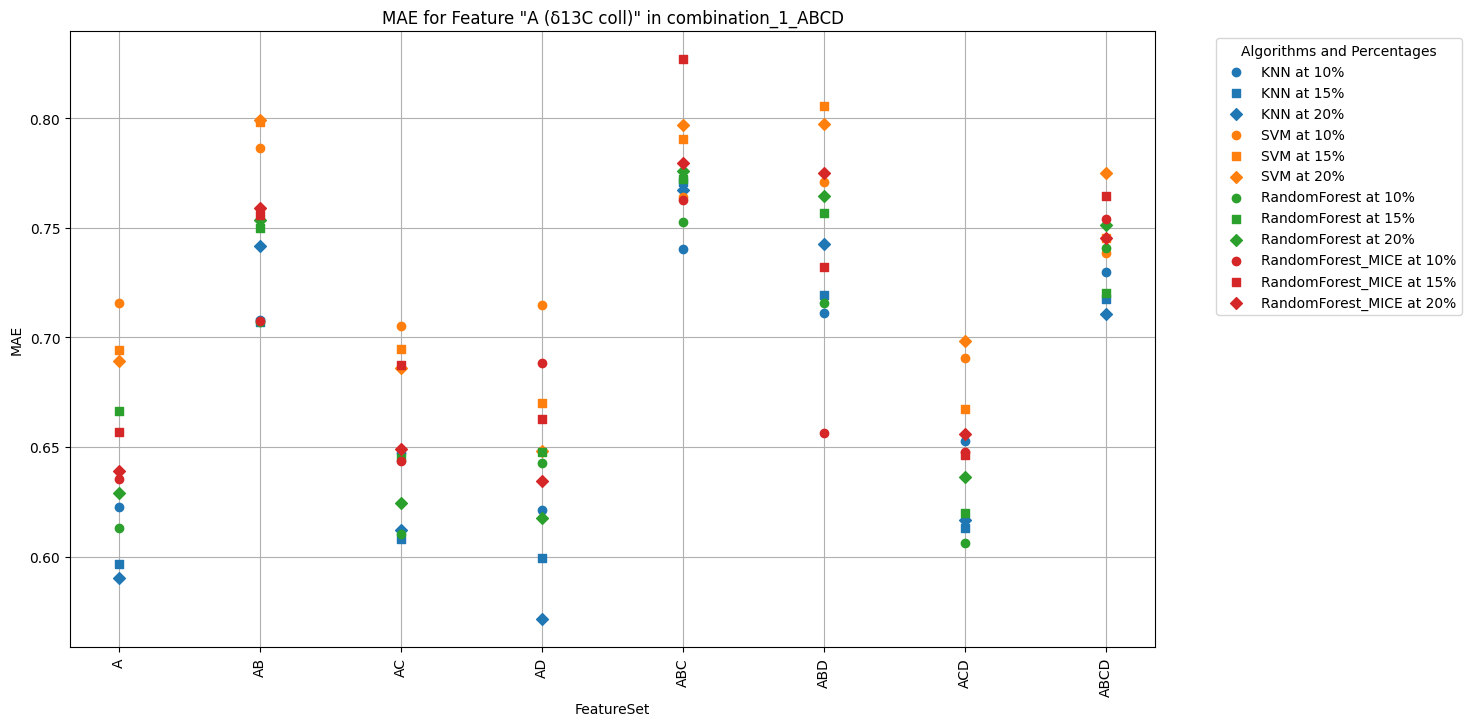 MAE for Feature "A (δ13C coll)" in combination_1_ABCD
MAE
0.80
0.75
0.70
0.65
0.60
A
AB
AC
AD
ABC
ABD
ACD
ABCD
FeatureSet
Algorithms and Percentages
KNN at 10%
KNN at 15%
KNN at 20%
SVM at 10%
SVM at 15%
SVM at 20%
RandomForest at 10%
RandomForest at 15%
RandomForest at 20%
RandomForest_MICE at 10%
RandomForest_MICE at 15%
RandomForest_MICE at 20%